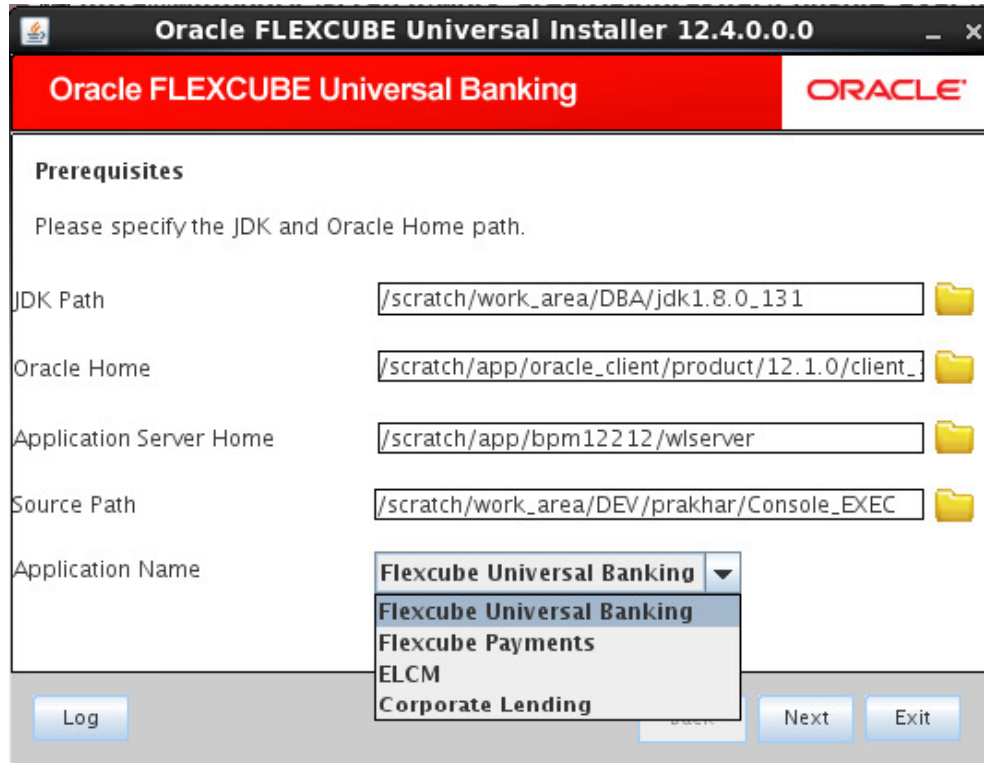 Oracle FLEXCUBE Universal Installer 12.4.0.0.0
Oracle FLEXCUBE Universal Banking
ORACLE
Prerequisites
Please specify the JDK and Oracle Home path.
JDK Path
/scratch/work_area/DBA/jdk1.8.0_131
Oracle Home
/scratch/app/oracle_client/product/12.1.0/client_
Application Server Home
/scratch/app/bpm12212/wlserver
Source Path
/scratch/work_area/DEV/prakhar/Console_EXEC
Application Name
Flexcube Universal Banking
Flexcube Universal Banking
Flexcube Payments
ELCM
Corporate Lending
Log
Next
Exit